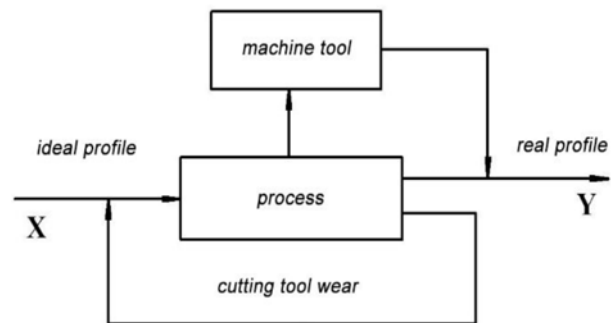 machine tool
ideal profile
real profile
process
X
Y
cutting tool wear